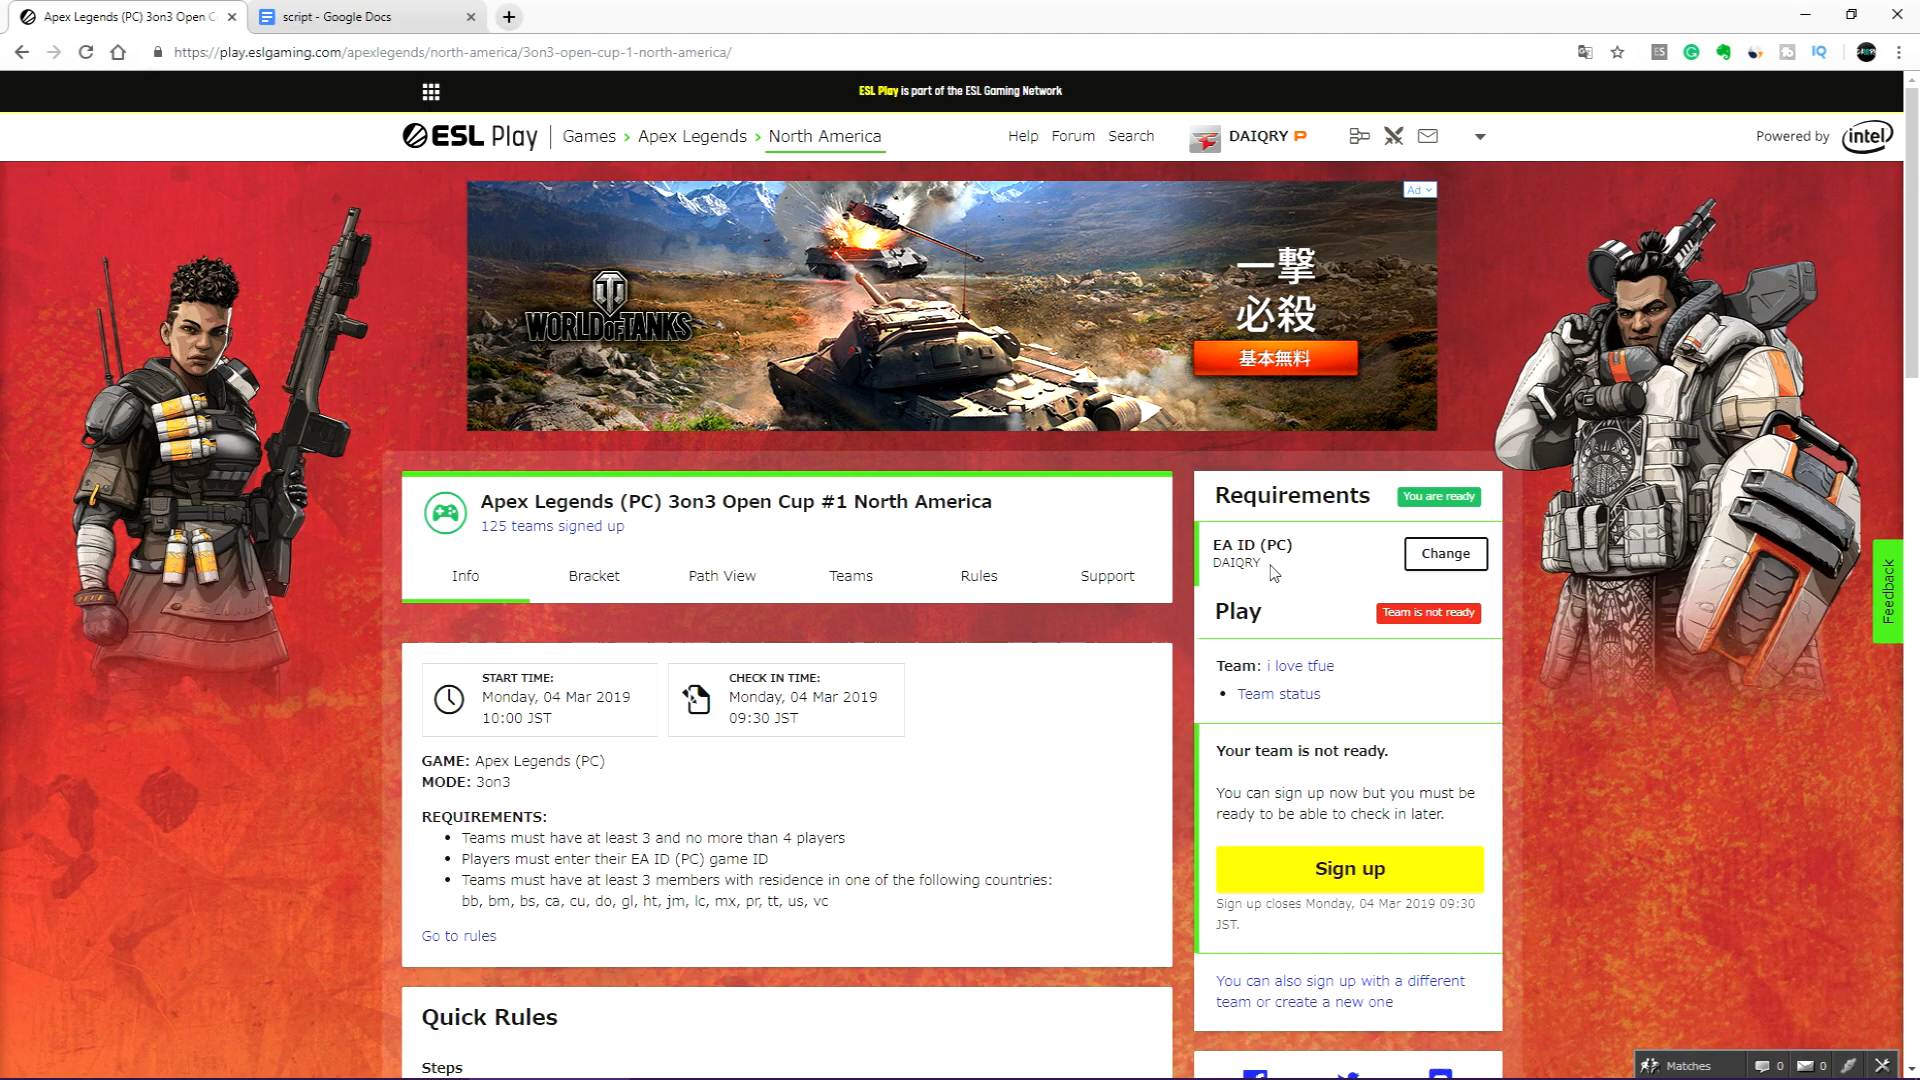 Apex Legends (PC) 3on3 Open C
script - Google Docs
https://play.eslgaming.com/apexlegends/north-america/3on3-open-cup-1-north-america/
ESL Play is part of the ESL Gaming Network
ESL Play
Games > Apex Legends > North America
Help Forum Search
DAIQRY P
Powered by intel
Ad
WORLD OF TANKS
一撃
必殺
基本無料
Apex Legends (PC) 3on3 Open Cup #1 North America
125 teams signed up
Info Bracket Path View Teams Rules Support
START TIME:
Monday, 04 Mar 2019
10:00 JST
CHECK IN TIME:
Monday, 04 Mar 2019
09:30 JST
GAME: Apex Legends (PC)
MODE: 3on3
REQUIREMENTS:
• Teams must have at least 3 and no more than 4 players
• Players must enter their EA ID (PC) game ID
• Teams must have at least 3 members with residence in one of the following countries:
bb, bm, bs, ca, cu, do, gl, ht, jm, lc, mx, pr, tt, us, vc
Go to rules
Quick Rules
Steps
Requirements
You are ready
EA ID (PC)
DAIQRY
Change
Play
Team is not ready
Team: i love tfue
• Team status
Your team is not ready.
You can sign up now but you must be
ready to be able to check in later.
Sign up
Sign up closes Monday, 04 Mar 2019 09:30
JST.
You can also sign up with a different
team or create a new one
Feedback
Matches
0
0